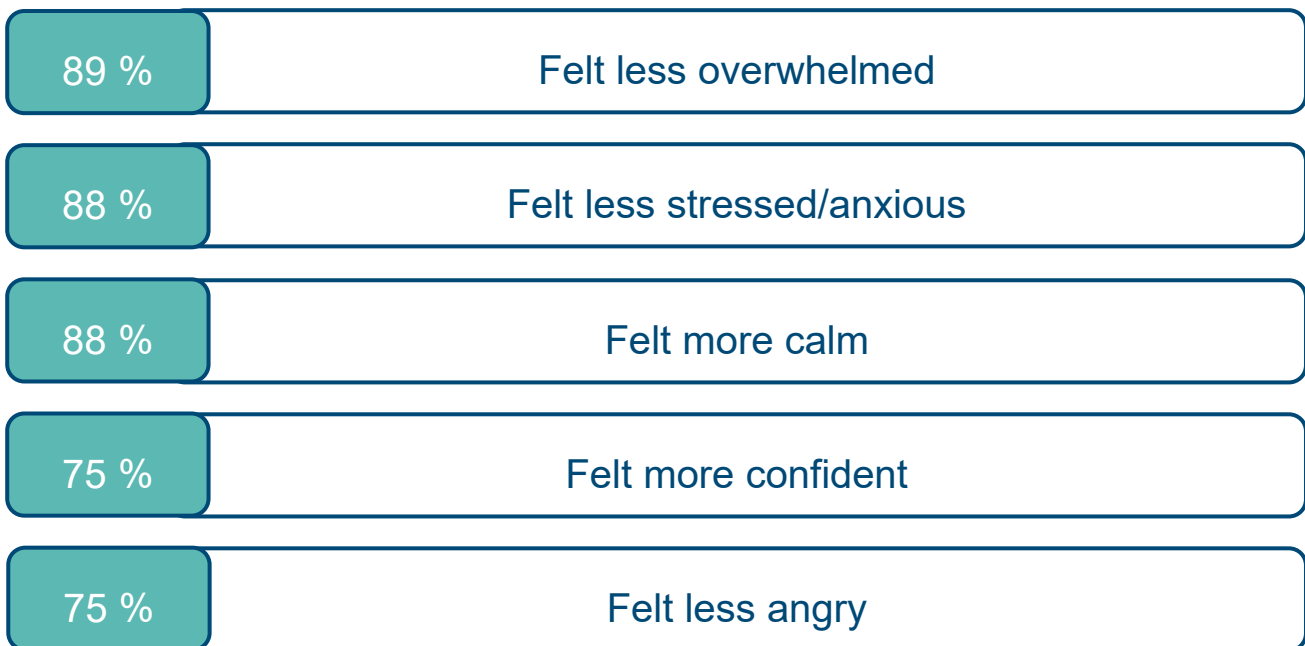 89 % Felt less overwhelmed
88 % Felt less stressed/anxious
88 % Felt more calm
75 % Felt more confident
75 % Felt less angry